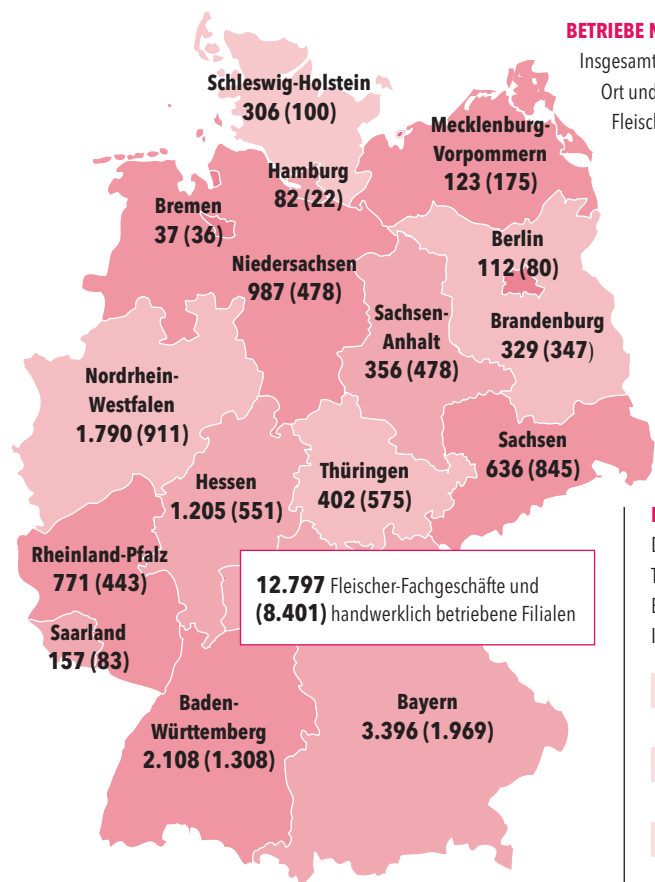 BETRIEBE
Insgesamt
Ort und
Schleswig-Holstein
306 (100)
Mecklenburg-
Vorpommern
123 (175)
Hamburg
82 (22)
Bremen
37 (36)
Berlin
112 (80)
Niedersachsen
987 (478)
Sachsen-
Anhalt
356 (478)
Brandenburg
329 (347)
Nordrhein-
Westfalen
1.790 (911)
Sachsen
636 (845)
Hessen
1.205 (551)
Thüringen
402 (575)
Rheinland-Pfalz
771 (443)
12.797 Fleischer-Fachgeschäfte und
(8.401) handwerklich betriebene Filialen
Saarland
157 (83)
Baden-
Württemberg
2.108 (1.308)
Bayern
3.396 (1.969)